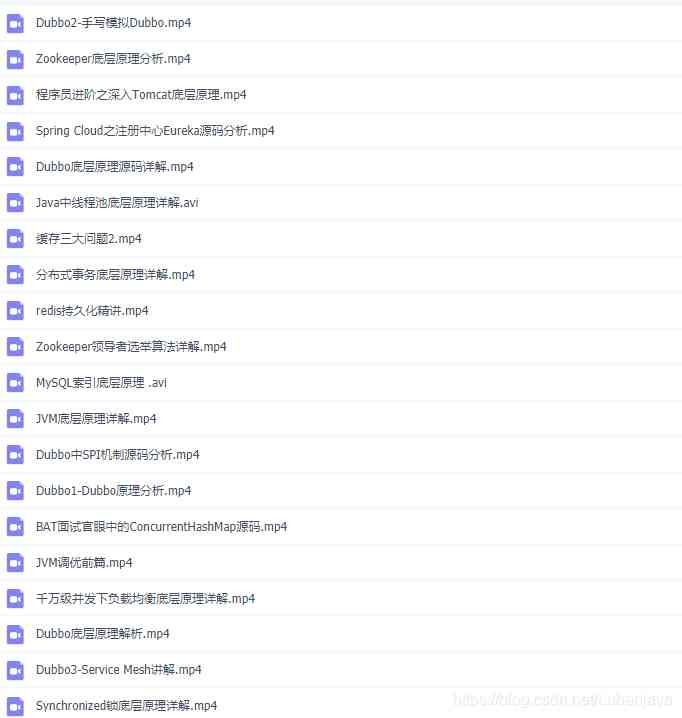 Dubbo2-手写模拟Dubbo.mp4
Zookeeper底层原理分析.mp4
程序员进阶之深入Tomcat底层原理.mp4
Spring Cloud之注册中心Eureka源码分析.mp4
Dubbo底层原理源码详解.mp4
Java中线程池底层原理详解.avi
缓存三大问题2.mp4
分布式事务底层原理详解.mp4
redis持久化精讲.mp4
Zookeeper领导者选举算法详解.mp4
MySQL索引底层原理 .avi
JVM底层原理详解.mp4
Dubbo中SPI机制源码分析.mp4
Dubbo1-Dubbo原理分析.mp4
BAT面试官眼中的ConcurrentHashMap源码.mp4
JVM调优前篇.mp4
千万级并发下负载均衡底层原理详解.mp4
Dubbo底层原理解析.mp4
Dubbo3-Service Mesh讲解.mp4
Synchronized锁底层原理详解.mp4
https://blog.csdn.net/Lubanjava